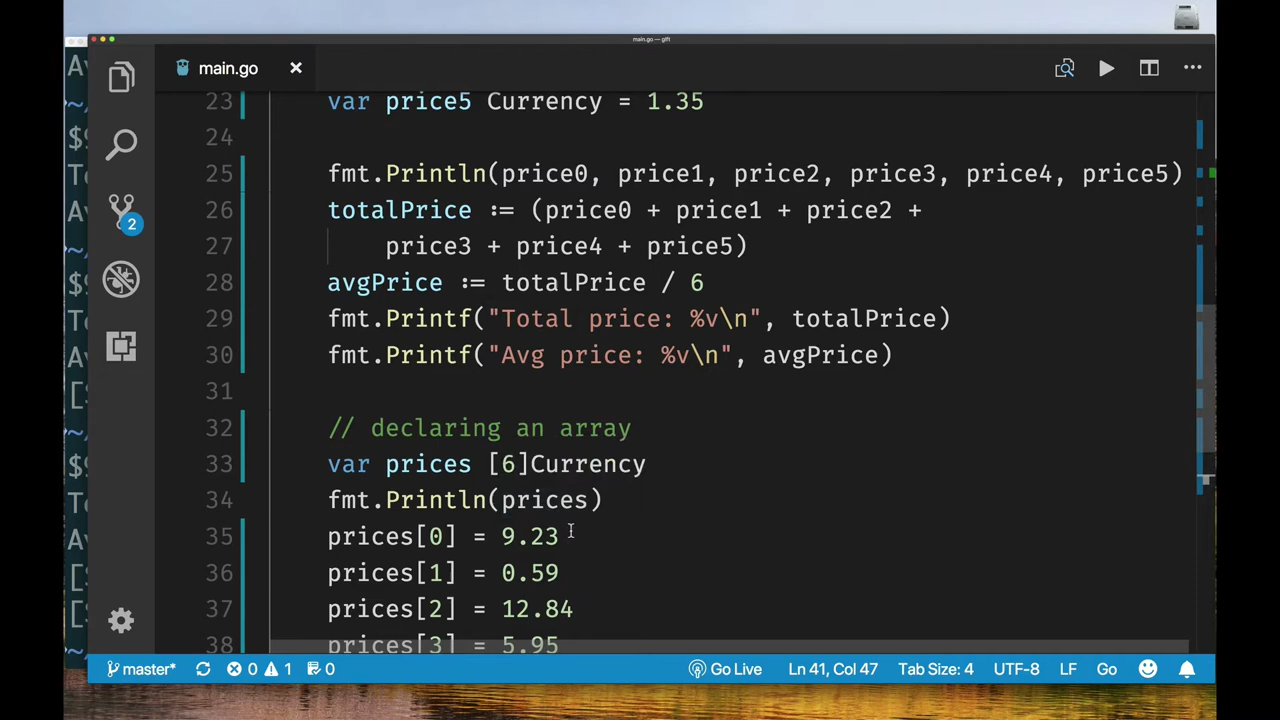 main.go — gift
main.go
23 var price5 Currency = 1.35
24
25 fmt.Println(price0, price1, price2, price3, price4, price5)
26 totalPrice := (price0 + price1 + price2 +
27 price3 + price4 + price5)
28 avgPrice := totalPrice / 6
29 fmt.Printf("Total price: %v\n", totalPrice)
30 fmt.Printf("Avg price: %v\n", avgPrice)
31
32 // declaring an array
33 var prices [6]Currency
34 fmt.Println(prices)
35 prices[0] = 9.23
36 prices[1] = 0.59
37 prices[2] = 12.84
38 prices[3] = 5.95
2
master* 0 1 0 Go Live Ln 41, Col 47 Tab Size: 4 UTF-8 LF Go